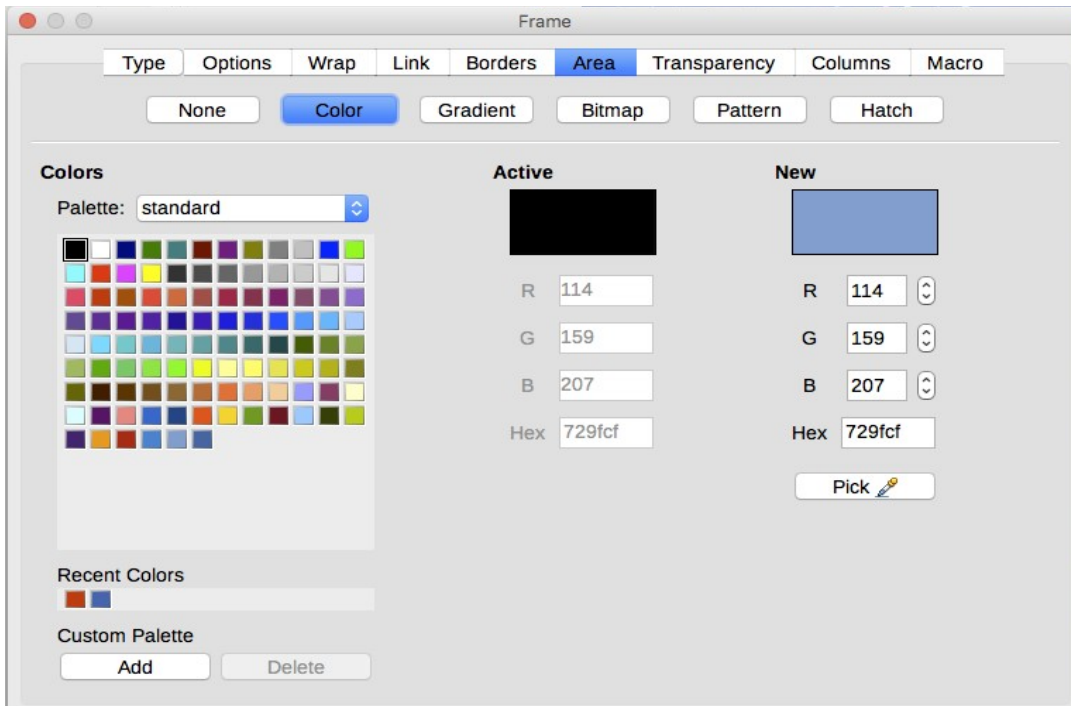 Frame
Type Options Wrap Link Borders Area Transparency Columns Macro
None Color Gradient Bitmap Pattern Hatch
Colors
Palette: standard
Recent Colors
Custom Palette
Add Delete
Active
R 114
G 159
B 207
Hex 729fcf
New
R 114
G 159
B 207
Hex 729fcf
Pick